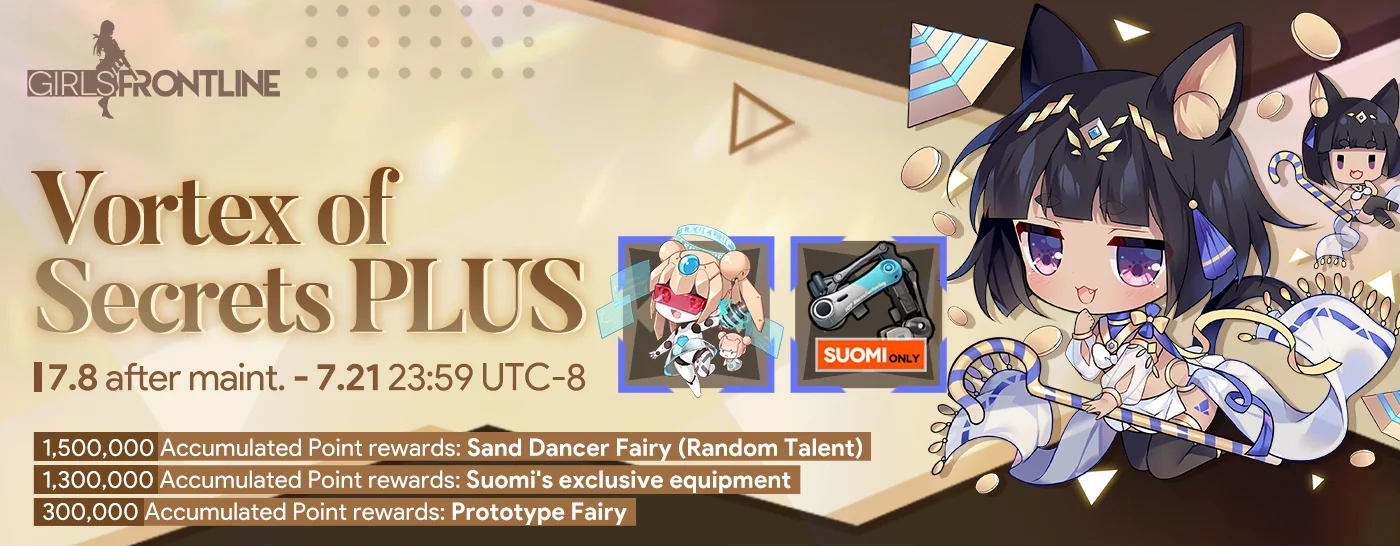 GIRLS'FRONTLINE
Vortex of
Secrets PLUS
7.8 after maint. - 7.21 23:59 UTC-8
SUOMI ONLY
1,500,000 Accumulated Point rewards: Sand Dancer Fairy (Random Talent)
1,300,000 Accumulated Point rewards: Suomi's exclusive equipment
300,000 Accumulated Point rewards: Prototype Fairy